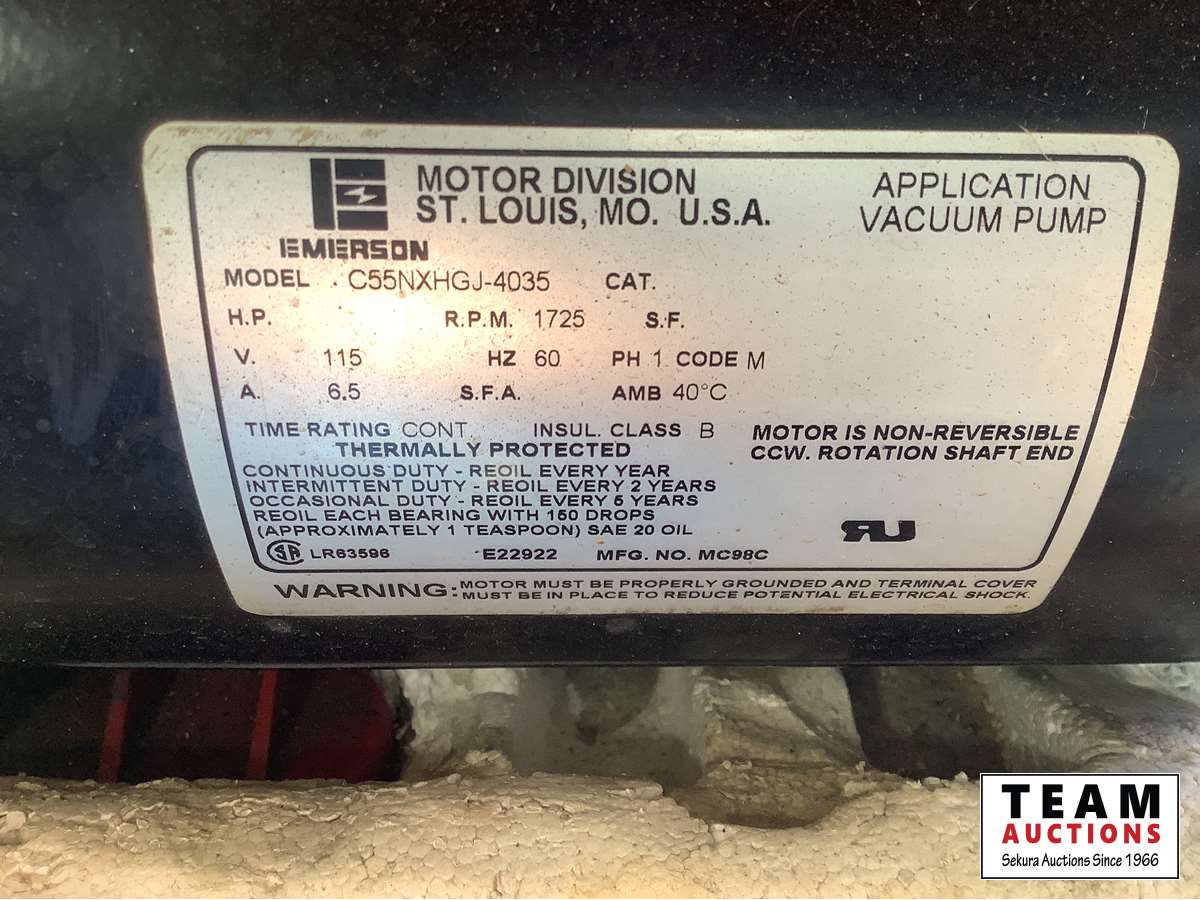 MOTOR DIVISION
ST. LOUIS, MO. U.S.A.
EMERSON
APPLICATION
VACUUM PUMP
MODEL C55NXHGJ-4035 CAT.
H.P. R.P.M. 1725 S.F.
V. 115 HZ 60 PH 1 CODE M
A. 6.5 S.F.A. AMB 40°C
TIME RATING CONT INSUL. CLASS B
THERMALLY PROTECTED
MOTOR IS NON-REVERSIBLE
CCW. ROTATION SHAFT END
CONTINUOUS DUTY - REOIL EVERY YEAR
INTERMITTENT DUTY - REOIL EVERY 2 YEARS
OCCASIONAL DUTY - REOIL EVERY 5 YEARS
REOIL EACH BEARING WITH 150 DROPS
(APPROXIMATELY 1 TEASPOON) SAE 20 OIL
SA LR63596 E22922 MFG. NO. MC98C
WARNING: MOTOR MUST BE PROPERLY GROUNDED AND TERMINAL COVER
MUST BE IN PLACE TO REDUCE POTENTIAL ELECTRICAL SHOCK.
TEAM
AUCTIONS
Sekura Auctions Since 1966